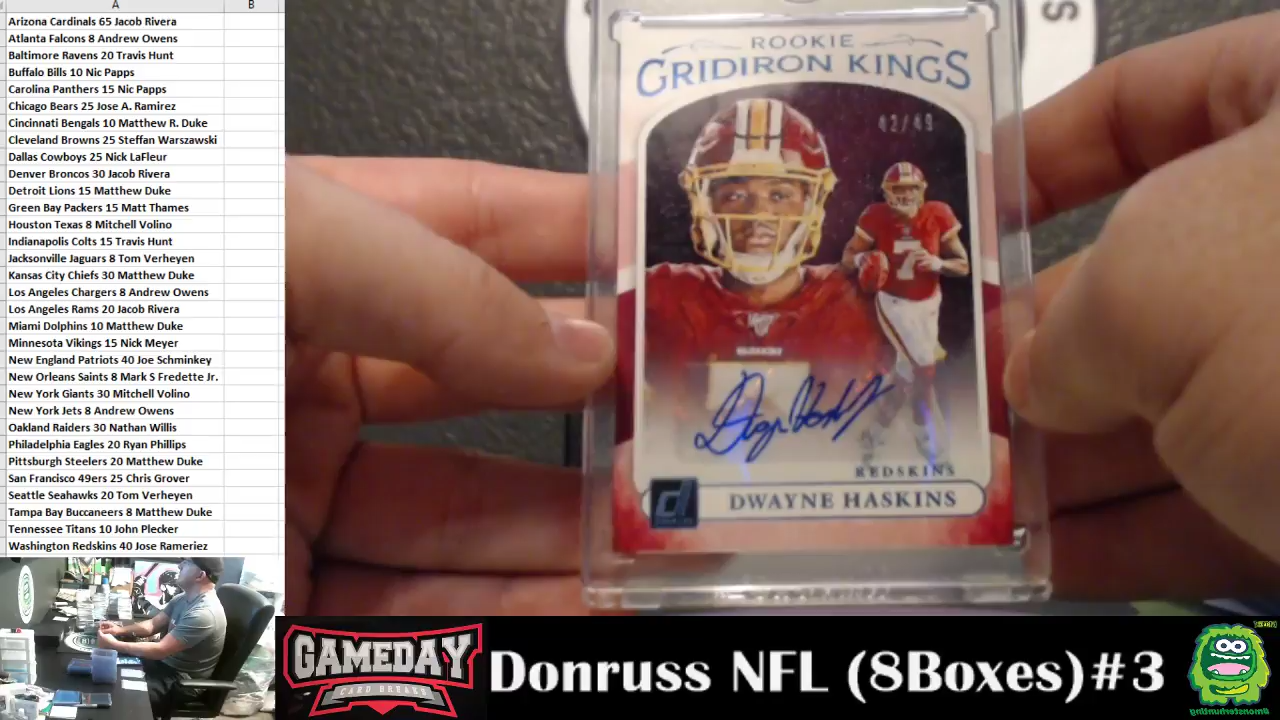 A
B
Arizona Cardinals 65 Jacob Rivera
Atlanta Falcons 8 Andrew Owens
Baltimore Ravens 20 Travis Hunt
Buffalo Bills 10 Nic Papps
Carolina Panthers 15 Nic Papps
Chicago Bears 25 Jose A. Ramirez
Cincinnati Bengals 10 Matthew R. Duke
Cleveland Browns 25 Steffan Warszawski
Dallas Cowboys 25 Nick LaFleur
Denver Broncos 30 Jacob Rivera
Detroit Lions 15 Matthew Duke
Green Bay Packers 15 Matt Thames
Houston Texas 8 Mitchell Volino
Indianapolis Colts 15 Travis Hunt
Jacksonville Jaguars 8 Tom Verheyen
Kansas City Chiefs 30 Matthew Duke
Los Angeles Chargers 8 Andrew Owens
Los Angeles Rams 20 Jacob Rivera
Miami Dolphins 10 Matthew Duke
Minnesota Vikings 15 Nick Meyer
New England Patriots 40 Joe Schminkey
New Orleans Saints 8 Mark S Fredette Jr.
New York Giants 30 Mitchell Volino
New York Jets 8 Andrew Owens
Oakland Raiders 30 Nathan Willis
Philadelphia Eagles 20 Ryan Phillips
Pittsburgh Steelers 20 Matthew Duke
San Francisco 49ers 25 Chris Grover
Seattle Seahawks 20 Tom Verheyen
Tampa Bay Buccaneers 8 Matthew Duke
Tennessee Titans 10 John Plecker
Washington Redskins 40 Jose Rameriez
ROOKIE
GRIDIRON KINGS
42/49
7
REDSKINS
d
DWAYNE HASKINS
GAMEDAY
CARD BREAKS
Donruss NFL (8Boxes)#3
#monsterhunting